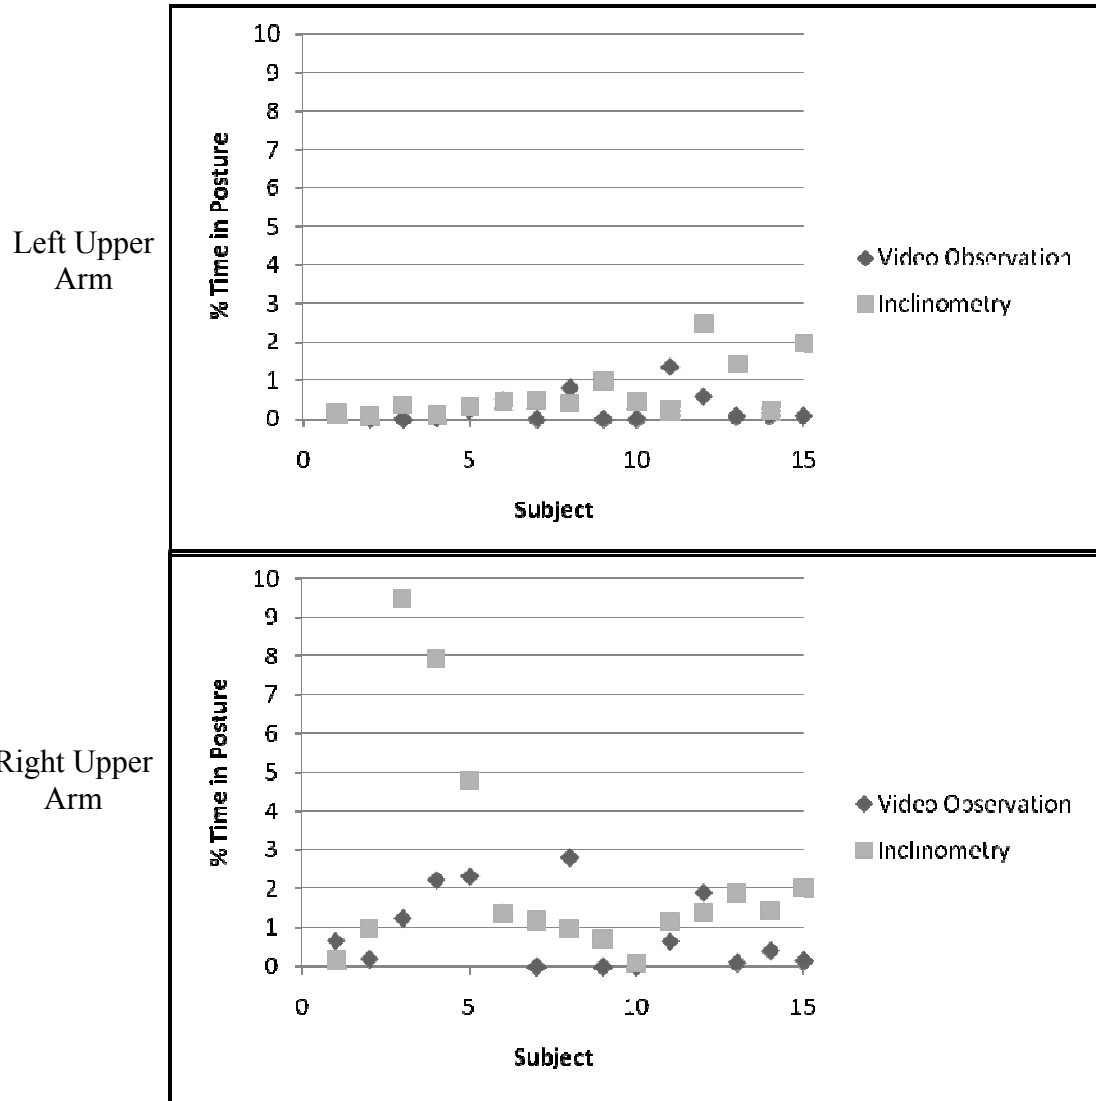 Left Upper
Arm
% Time in Posture
10
9
8
7
6
5
4
3
2
1
0
0 5 10 15
Subject
Video Observation
Inclinometry
Right Upper
Arm
% Time in Posture
10
9
8
7
6
5
4
3
2
1
0
0 5 10 15
Subject
Video Observation
Inclinometry